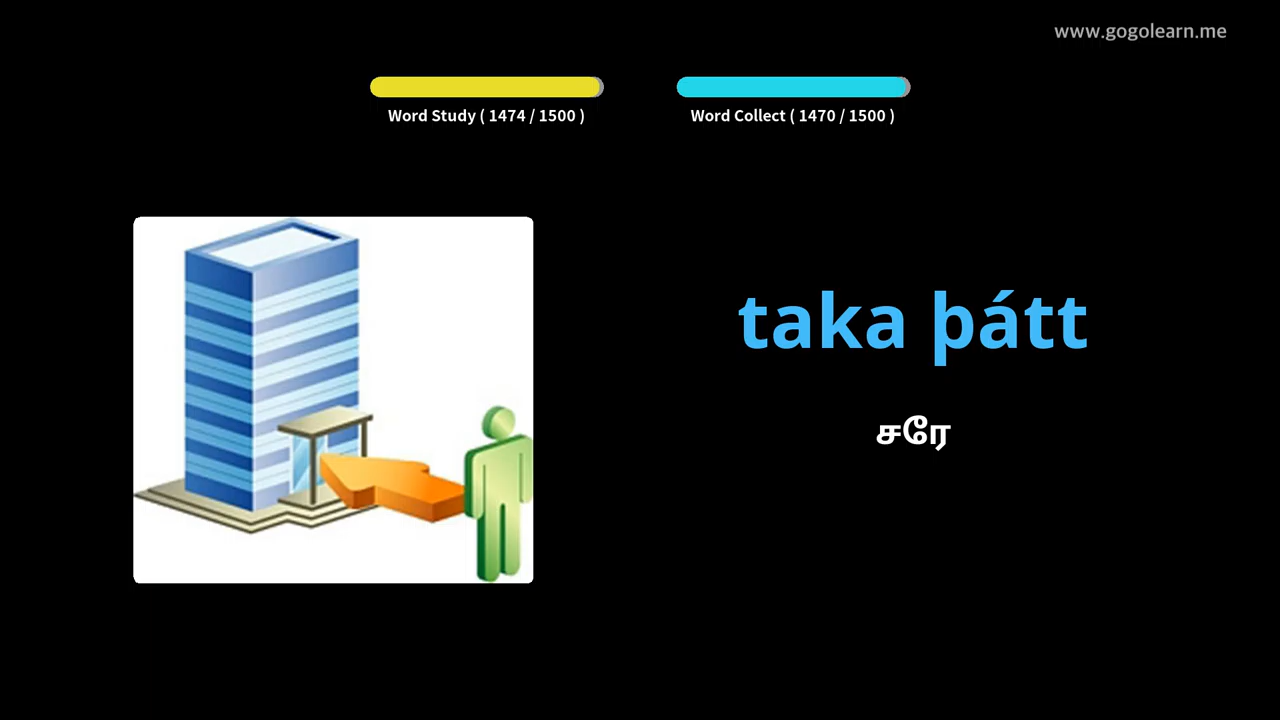 www.gogolearn.me
Word Study ( 1474 / 1500 )
Word Collect ( 1470 / 1500 )
taka þátt
சரே